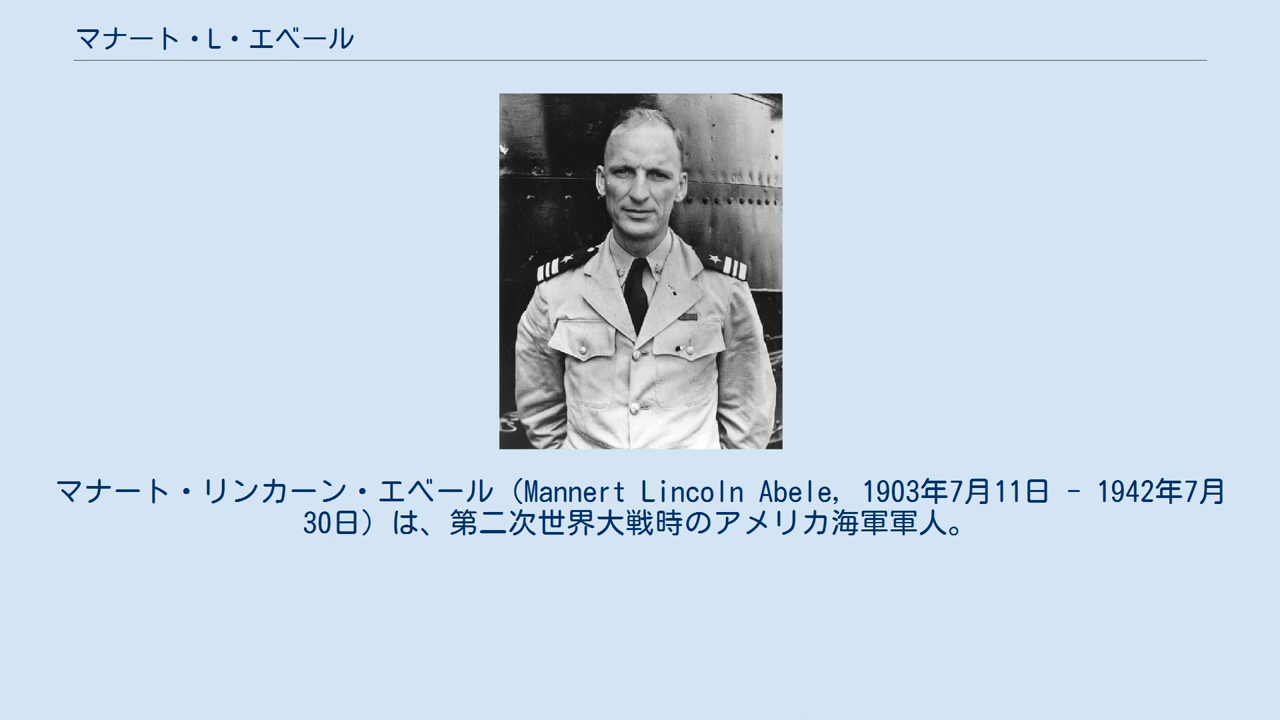 マナート・L・エベール
マナート・リンカーン・エベール（Mannert Lincoln Abele, 1903年7月11日 - 1942年7月
30日）は、第二次世界大戦時のアメリカ海軍軍人。